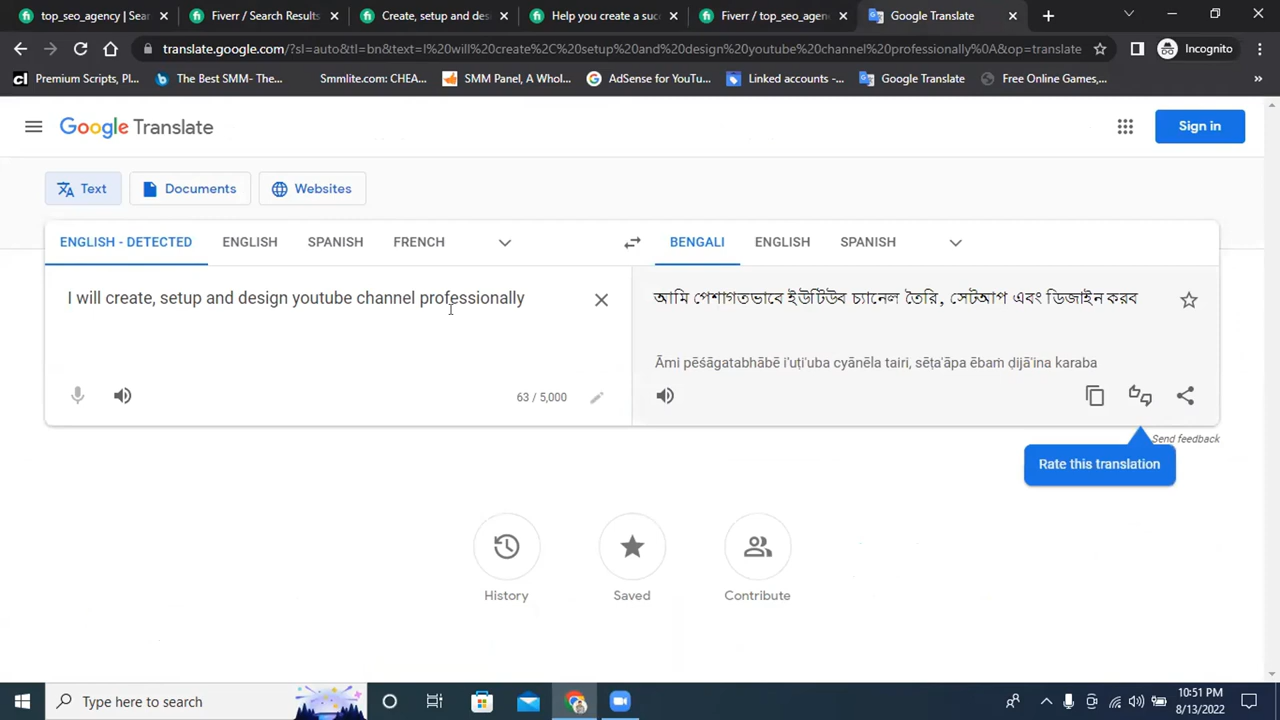 top_seo_agency | Sear
Fiverr / Search Results
Create, setup and des
Help you create a suc
Fiverr / top_seo_agen
Google Translate
translate.google.com/?sl=auto&tl=bn&text=I%20will%20create%2C%20setup%20and%20design%20youtube%20channel%20professionally%0A&op=translate
Incognito
Premium Scripts, Pl...
The Best SMM- The...
Smmlite.com: CHEA...
SMM Panel, A Whol...
AdSense for YouTu...
Linked accounts -...
Google Translate
Free Online Games,...
Google Translate
Sign in
Text
Documents
Websites
ENGLISH - DETECTED
ENGLISH
SPANISH
FRENCH
BENGALI
ENGLISH
SPANISH
I will create, setup and design youtube channel professionally
আমি পেশাগতভাবে ইউটিউব চ্যানেল তৈরি, সেটআপ এবং ডিজাইন করব
Āmi pēśāgatabhābē i'uṭi'uba cyānēla tairi, sēṭa'āpa ēbaṁ ḍijā'ina karaba
63 / 5,000
Send feedback
Rate this translation
History
Saved
Contribute
Type here to search
10:51 PM
8/13/2022